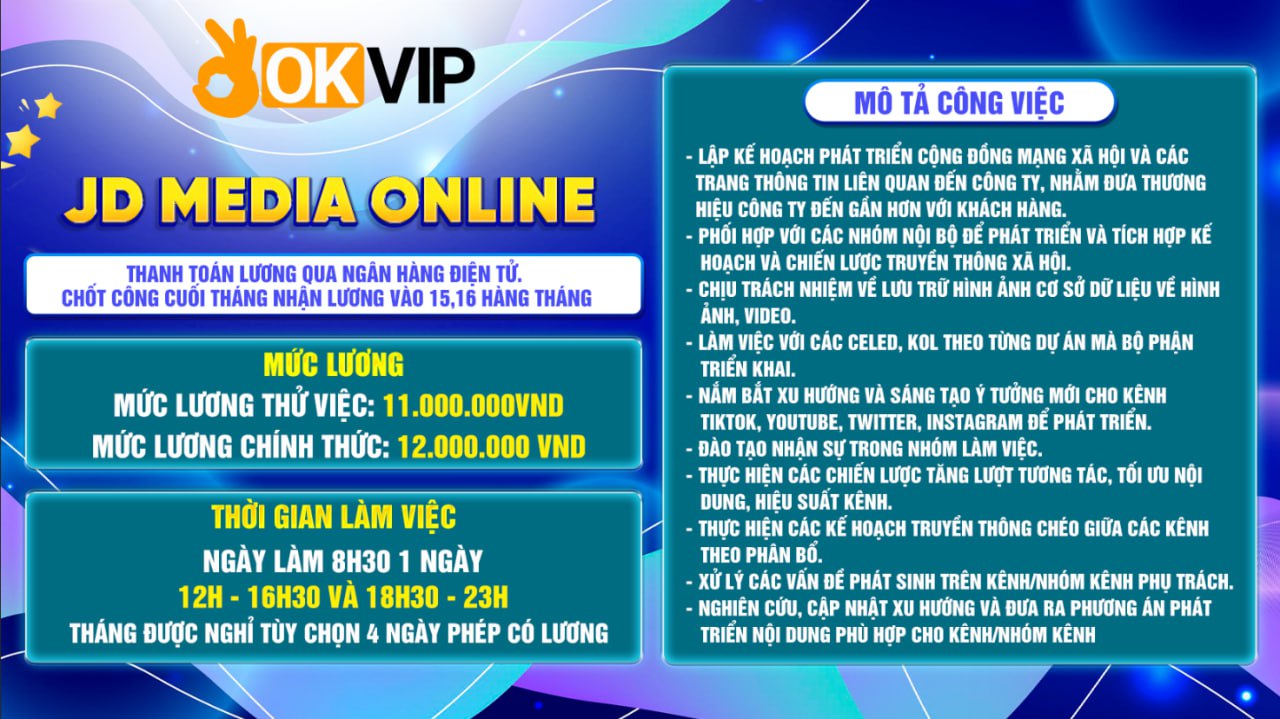 OKVIP
JD MEDIA ONLINE
THANH TOÁN LƯƠNG QUA NGÂN HÀNG ĐIỆN TỬ.
CHỐT CÔNG CUỐI THÁNG NHẬN LƯƠNG VÀO 15,16 HÀNG THÁNG
MỨC LƯƠNG
MỨC LƯƠNG THỬ VIỆC: 11.000.000VND
MỨC LƯƠNG CHÍNH THỨC: 12.000.000 VND
THỜI GIAN LÀM VIỆC
NGÀY LÀM 8H30 1 NGÀY
12H - 16H30 VÀ 18H30 - 23H
THÁNG ĐƯỢC NGHỈ TÙY CHỌN 4 NGÀY PHÉP CÓ LƯƠNG
MÔ TẢ CÔNG VIỆC
- LẬP KẾ HOẠCH PHÁT TRIỂN CỘNG ĐỒNG MẠNG XÃ HỘI VÀ CÁC
TRANG THÔNG TIN LIÊN QUAN ĐẾN CÔNG TY, NHẰM ĐƯA THƯƠNG
HIỆU CÔNG TY ĐẾN GẦN HƠN VỚI KHÁCH HÀNG.
- PHỐI HỢP VỚI CÁC NHÓM NỘI BỘ ĐỂ PHÁT TRIỂN VÀ TÍCH HỢP KẾ
HOẠCH VÀ CHIẾN LƯỢC TRUYỀN THÔNG XÃ HỘI.
- CHỊU TRÁCH NHIỆM VỀ LƯU TRỮ HÌNH ẢNH CƠ SỞ DỮ LIỆU VỀ HÌNH
ẢNH, VIDEO.
- LÀM VIỆC VỚI CÁC CELED, KOL THEO TỪNG DỰ ÁN MÀ BỘ PHẬN
TRIỂN KHAI.
- NẮM BẮT XU HƯỚNG VÀ SÁNG TẠO Ý TƯỞNG MỚI CHO KÊNH
TIKTOK, YOUTUBE, TWITTER, INSTAGRAM ĐỂ PHÁT TRIỂN.
- ĐÀO TẠO NHẬN SỰ TRONG NHÓM LÀM VIỆC.
- THỰC HIỆN CÁC CHIẾN LƯỢC TĂNG LƯỢT TƯƠNG TÁC, TỐI ƯU NỘI
DUNG, HIỆU SUẤT KÊNH.
- THỰC HIỆN CÁC KẾ HOẠCH TRUYỀN THÔNG CHÉO GIỮA CÁC KÊNH
THEO PHÂN BỔ.
- XỬ LÝ CÁC VẤN ĐỀ PHÁT SINH TRÊN KÊNH/NHÓM KÊNH PHỤ TRÁCH.
- NGHIÊN CỨU, CẬP NHẬT XU HƯỚNG VÀ ĐƯA RA PHƯƠNG ÁN PHÁT
TRIỂN NỘI DUNG PHÙ HỢP CHO KÊNH/NHÓM KÊNH